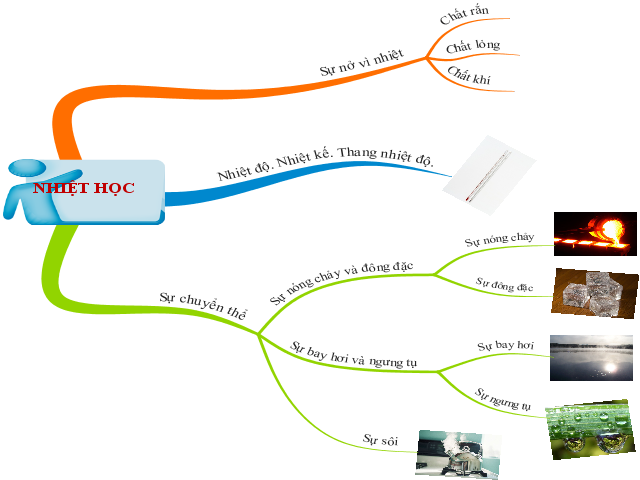 NHIỆT HỌC
Sự nở vì nhiệt
Chất rắn
Chất lỏng
Chất khí
Nhiệt độ. Nhiệt kế. Thang nhiệt độ.
Sự chuyển thể
Sự nóng chảy và đông đặc
Sự nóng chảy
Sự đông đặc
Sự bay hơi và ngưng tụ
Sự bay hơi
Sự ngưng tụ
Sự sôi